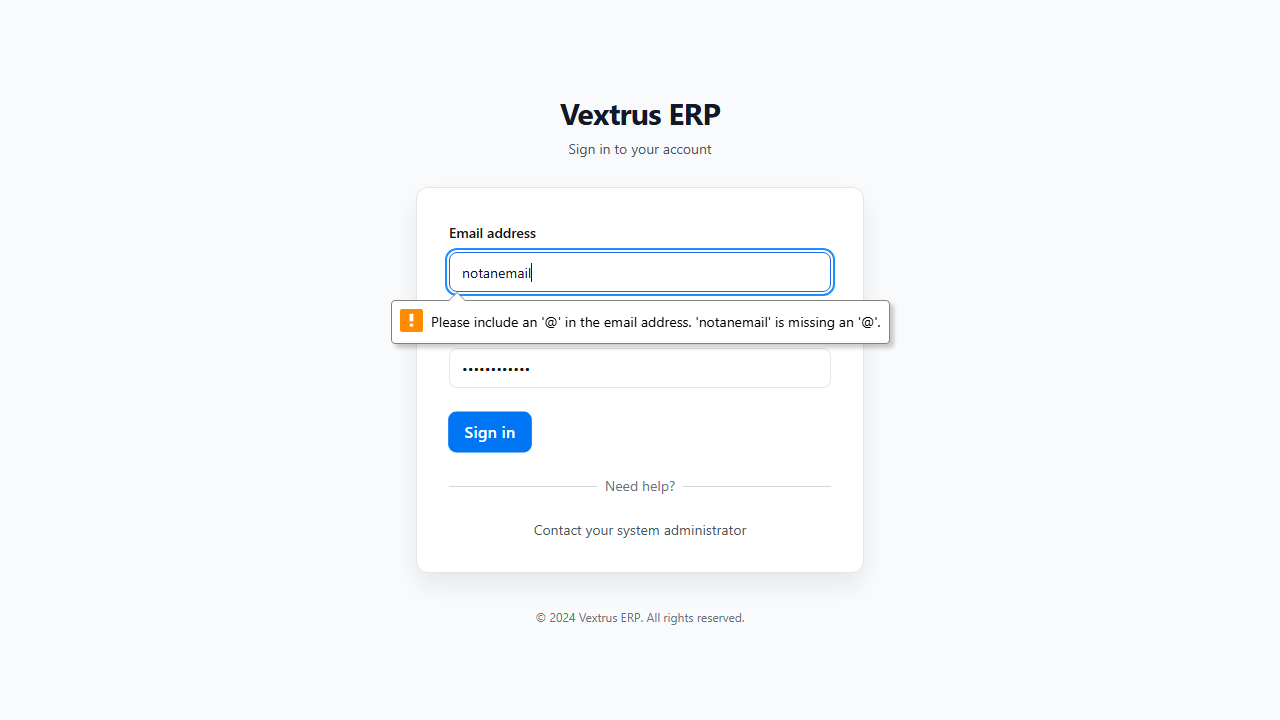 Vextrus ERP
Sign in to your account
Email address
notanemail
Please include an '@' in the email address. 'notanemail' is missing an '@'.
••••••••••••
Sign in
Need help?
Contact your system administrator
© 2024 Vextrus ERP. All rights reserved.